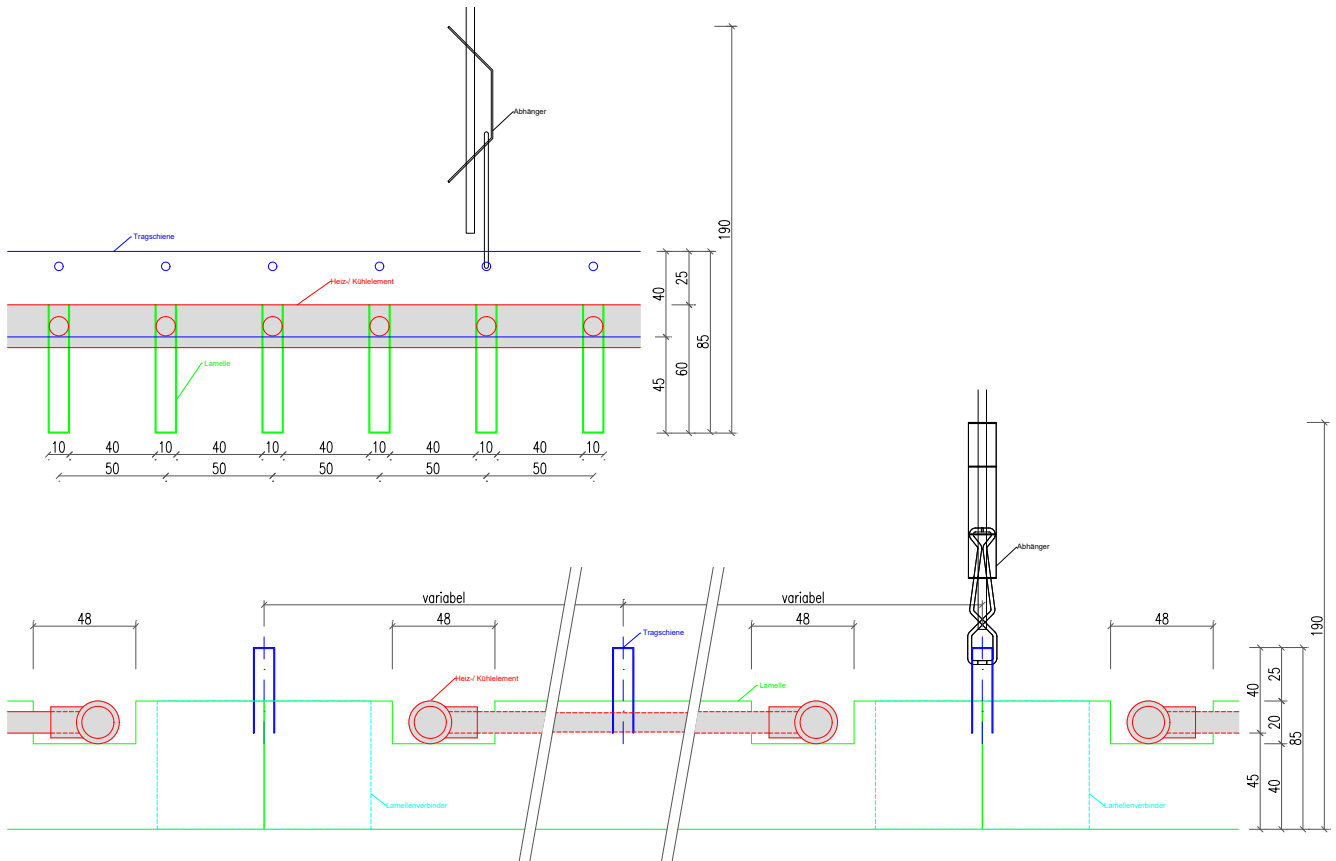 Abhänger
190
Tragschiene
Heiz-/ Kühlelement
40
25
85
Lamelle
45
60
10 40 10 40 10 40 10 40 10 40 10
50 50 50 50 50
Abhänger
variabel variabel
48 48 48 48
190
Tragschiene
Heiz-/ Kühlelement
Lamelle
40
25
20
85
45
40
Lamellenverbinder
Lamellenverbinder